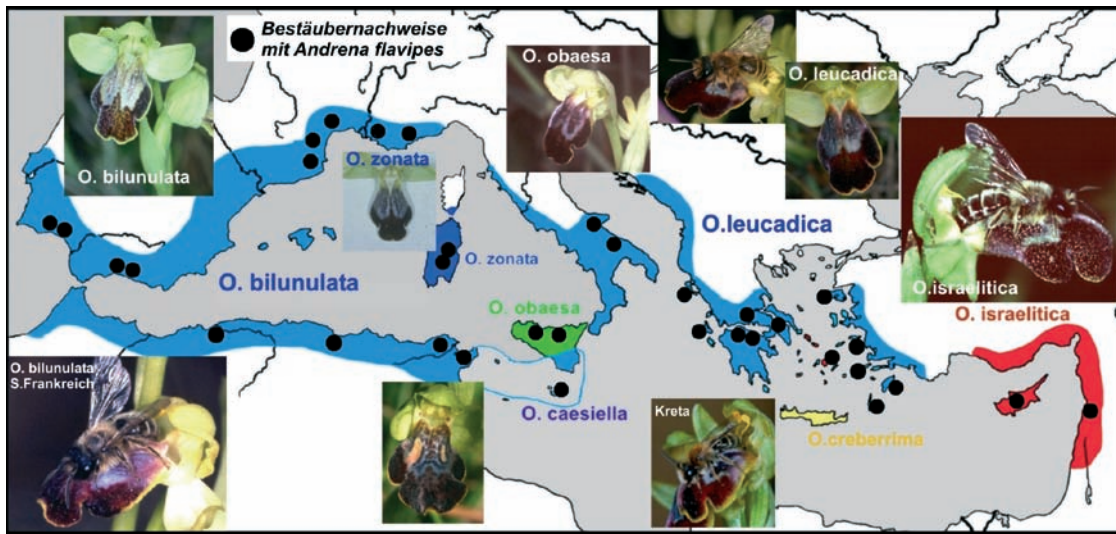 Bestäubernachweise
mit Andrena flavipes
O. bilunulata
O. obaesa
O. leucadica
O. zonata
O.leucadica
O. bilunulata
O. zonata
O.israelitica
O. israelitica
O. obaesa
O. bilunulata
S.Frankreich
O. caesiella
Kreta
O.creberrima